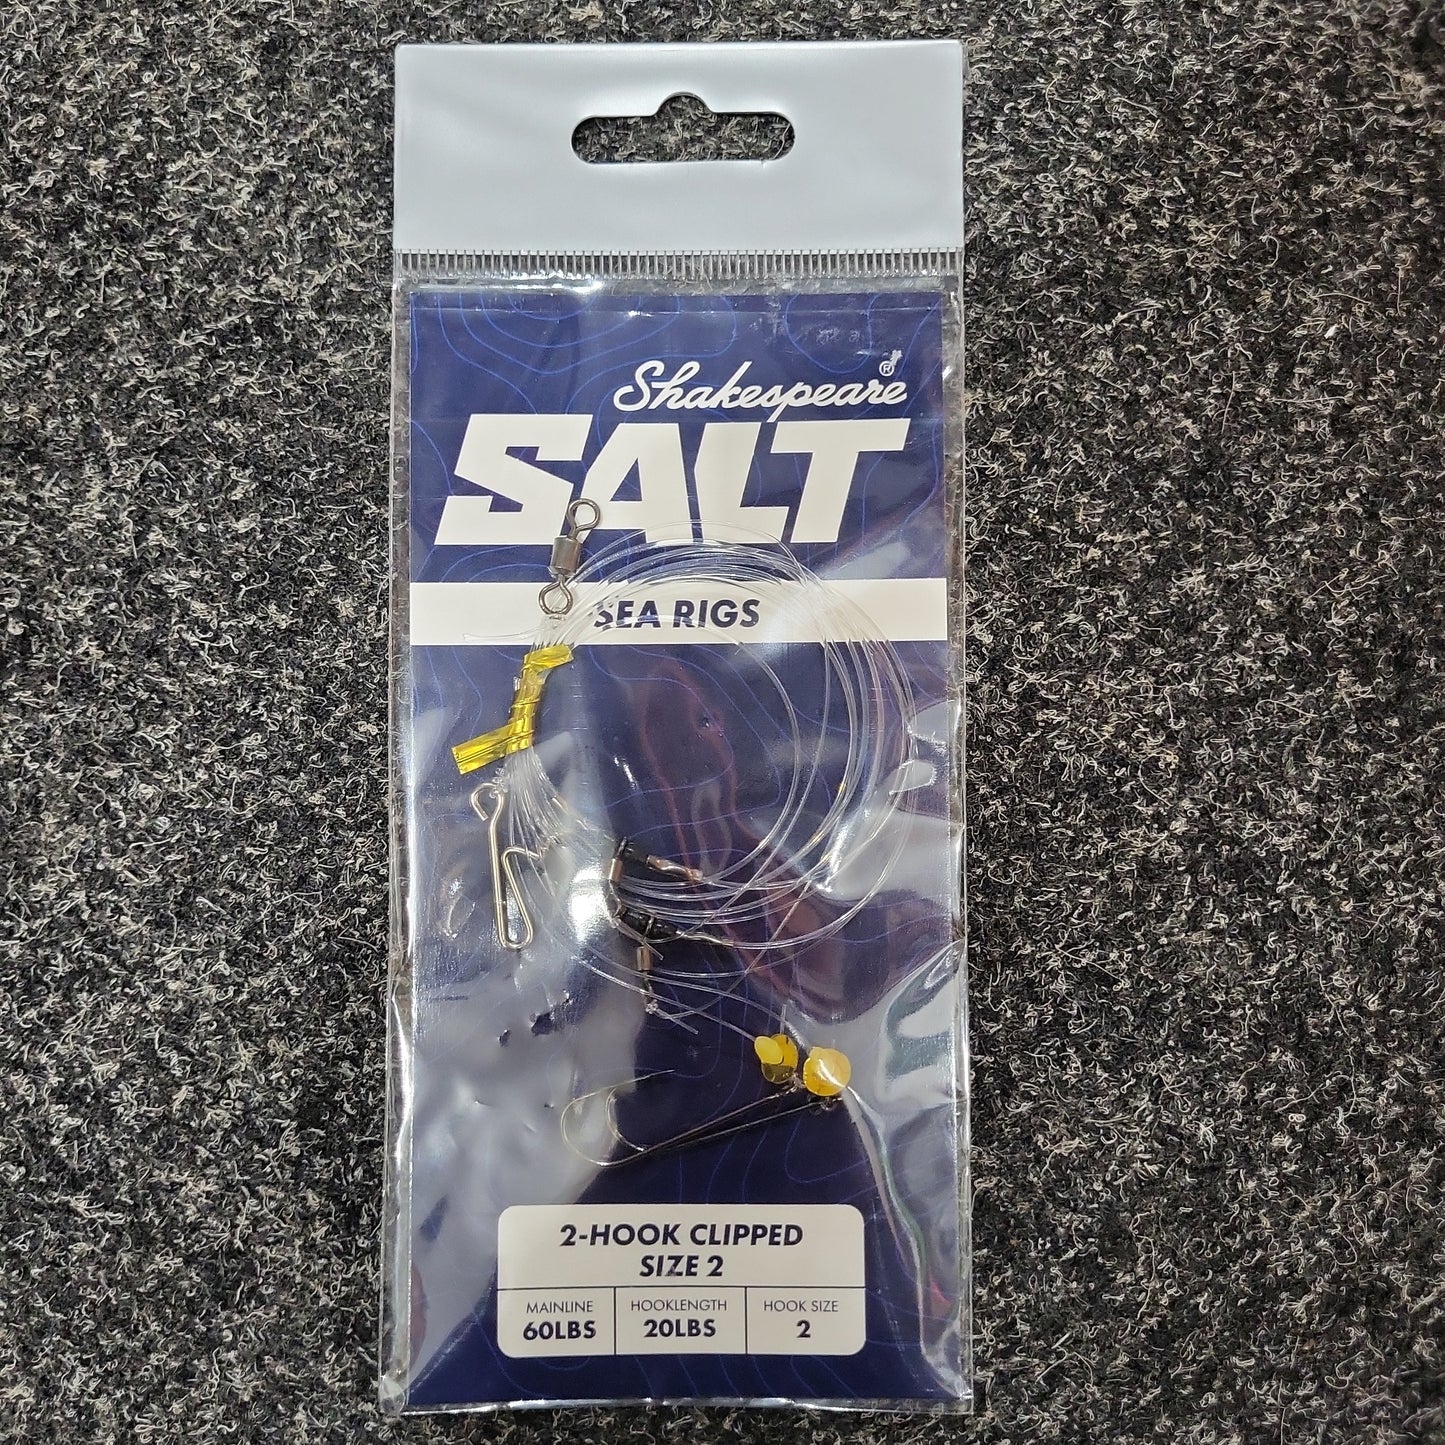 Shakespeare®
SALT
SEA RIGS
2-HOOK CLIPPED
SIZE 2
MAINLINE HOOKLENGTH HOOK SIZE
60LBS 20LBS 2